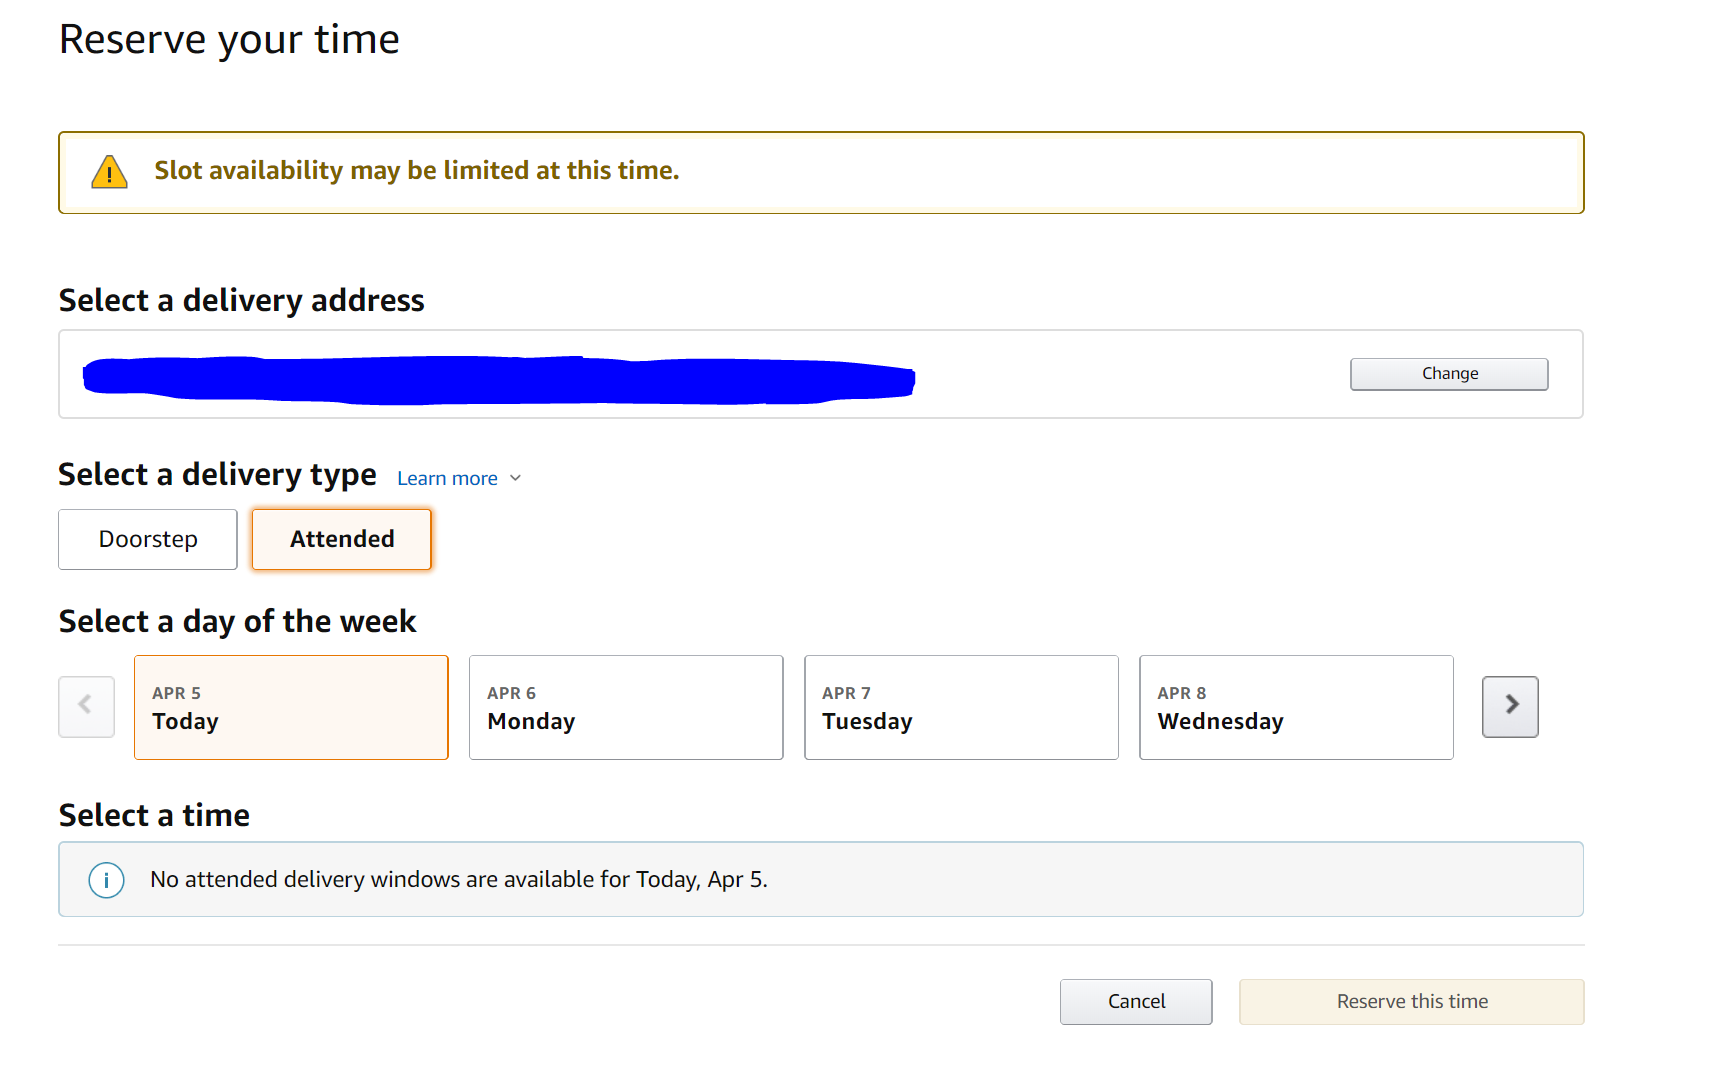 Reserve your time
Slot availability may be limited at this time.
Select a delivery address
Change
Select a delivery type Learn more
Doorstep Attended
Select a day of the week
APR 5 APR 6 APR 7 APR 8
Today Monday Tuesday Wednesday
Select a time
No attended delivery windows are available for Today, Apr 5.
Cancel Reserve this time